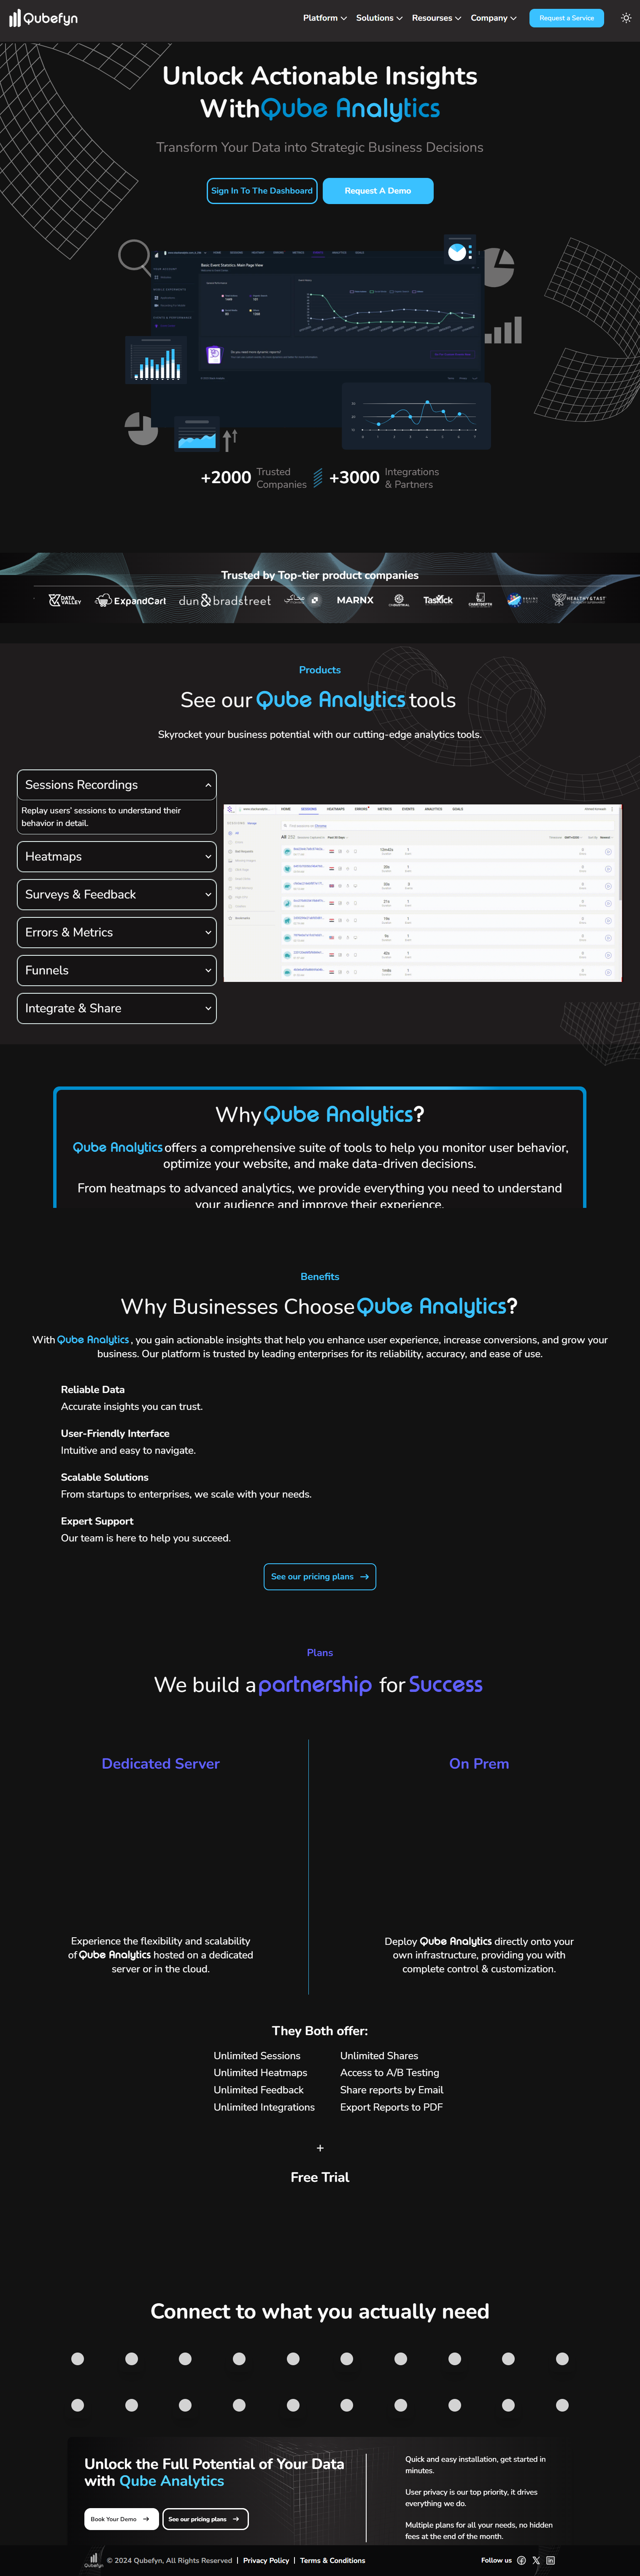 Qubefyn
Platform
Solutions
Resourses
Company
Request a Service
Unlock Actionable Insights
With Qube Analytics
Transform Your Data into Strategic Business Decisions
Sign In To The Dashboard
Request A Demo
Basic Event Statistics Main Page View
+2000 Trusted Companies
+3000 Integrations & Partners
Trusted by Top-tier product companies
DATA VALLEY
ExpandCart
dun & bradstreet
MARNX
Taskick
HEALTHY&TAST
Products
See our Qube Analytics tools
Skyrocket your business potential with our cutting-edge analytics tools.
Sessions Recordings
Replay users' sessions to understand their
behavior in detail.
Heatmaps
Surveys & Feedback
Errors & Metrics
Funnels
Integrate & Share
HOME SESSIONS HEATMAPS ERRORS METRICS EVENTS ANALYTICS GOALS
Why Qube Analytics?
Qube Analytics offers a comprehensive suite of tools to help you monitor user behavior,
optimize your website, and make data-driven decisions.
From heatmaps to advanced analytics, we provide everything you need to understand
your audience and improve their experience.
Benefits
Why Businesses Choose Qube Analytics?
With Qube Analytics, you gain actionable insights that help you enhance user experience, increase conversions, and grow your
business. Our platform is trusted by leading enterprises for its reliability, accuracy, and ease of use.
Reliable Data
Accurate insights you can trust.
User-Friendly Interface
Intuitive and easy to navigate.
Scalable Solutions
From startups to enterprises, we scale with your needs.
Expert Support
Our team is here to help you succeed.
See our pricing plans
Plans
We build a partnership for Success
Dedicated Server
Experience the flexibility and scalability
of Qube Analytics hosted on a dedicated
server or in the cloud.
On Prem
Deploy Qube Analytics directly onto your
own infrastructure, providing you with
complete control & customization.
They Both offer:
Unlimited Sessions
Unlimited Heatmaps
Unlimited Feedback
Unlimited Integrations
Unlimited Shares
Access to A/B Testing
Share reports by Email
Export Reports to PDF
+
Free Trial
Connect to what you actually need
Unlock the Full Potential of Your Data
with Qube Analytics
Book Your Demo
See our pricing plans
Quick and easy installation, get started in
minutes.
User privacy is our top priority, it drives
everything we do.
Multiple plans for all your needs, no hidden
fees at the end of the month.
Qubefyn
© 2024 Qubefyn, All Rights Reserved | Privacy Policy | Terms & Conditions
Follow us